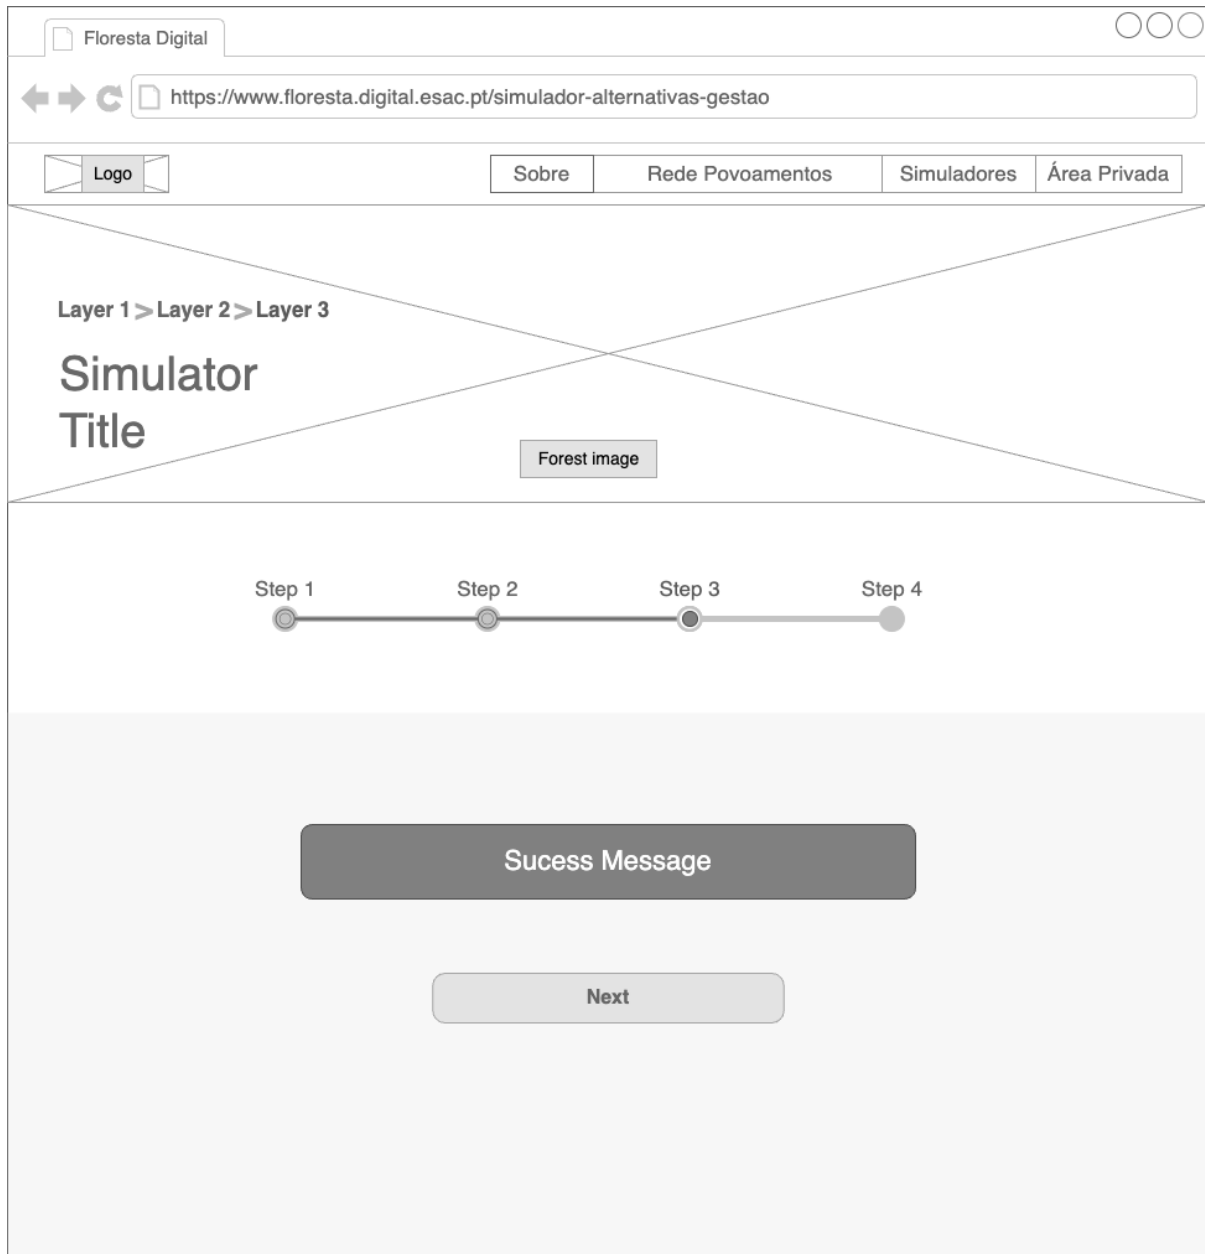 Floresta Digital
https://www.floresta.digital.esac.pt/simulador-alternativas-gestao
Logo
Sobre Rede Povoamentos Simuladores Área Privada
Layer 1 > Layer 2 > Layer 3
Simulator
Title
Forest image
Step 1 Step 2 Step 3 Step 4
Sucess Message
Next